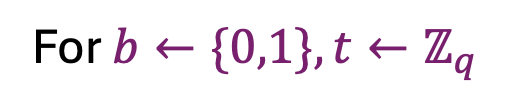 For b ← {0,1}, t ← ℤ_q